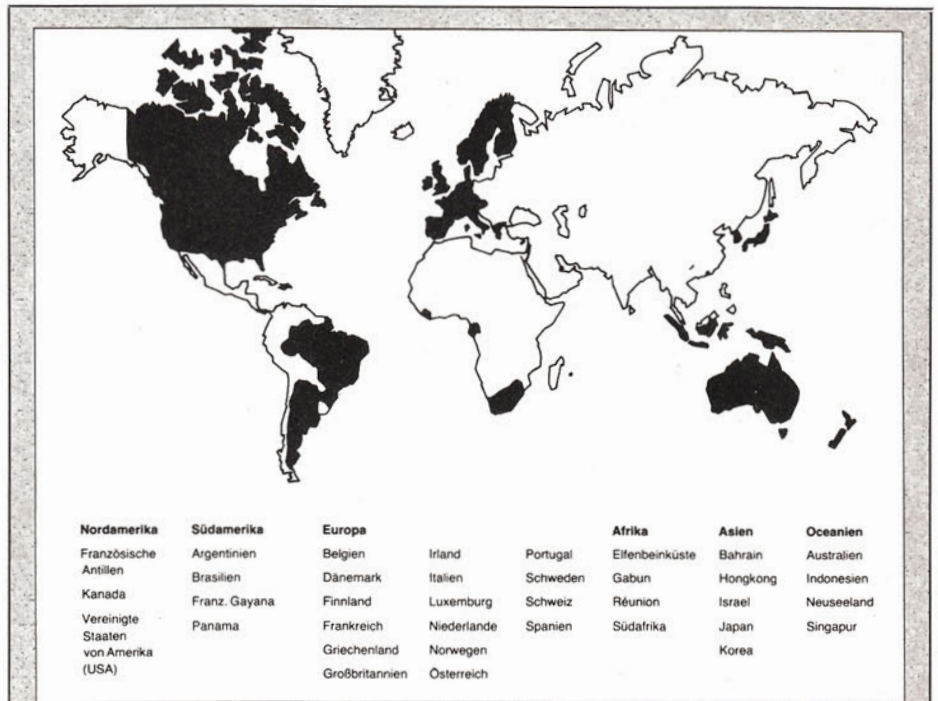 Nordamerika
Französische
Antillen
Kanada
Vereinigte
Staaten
von Amerika
(USA)
Südamerika
Argentinien
Brasilien
Franz. Gayana
Panama
Europa
Belgien
Dänemark
Finnland
Frankreich
Griechenland
Großbritannien
Irland
Italien
Luxemburg
Niederlande
Norwegen
Österreich
Portugal
Schweden
Schweiz
Spanien
Afrika
Elfenbeinküste
Gabun
Réunion
Südafrika
Asien
Bahrain
Hongkong
Israel
Japan
Korea
Oceanien
Australien
Indonesien
Neuseeland
Singapur